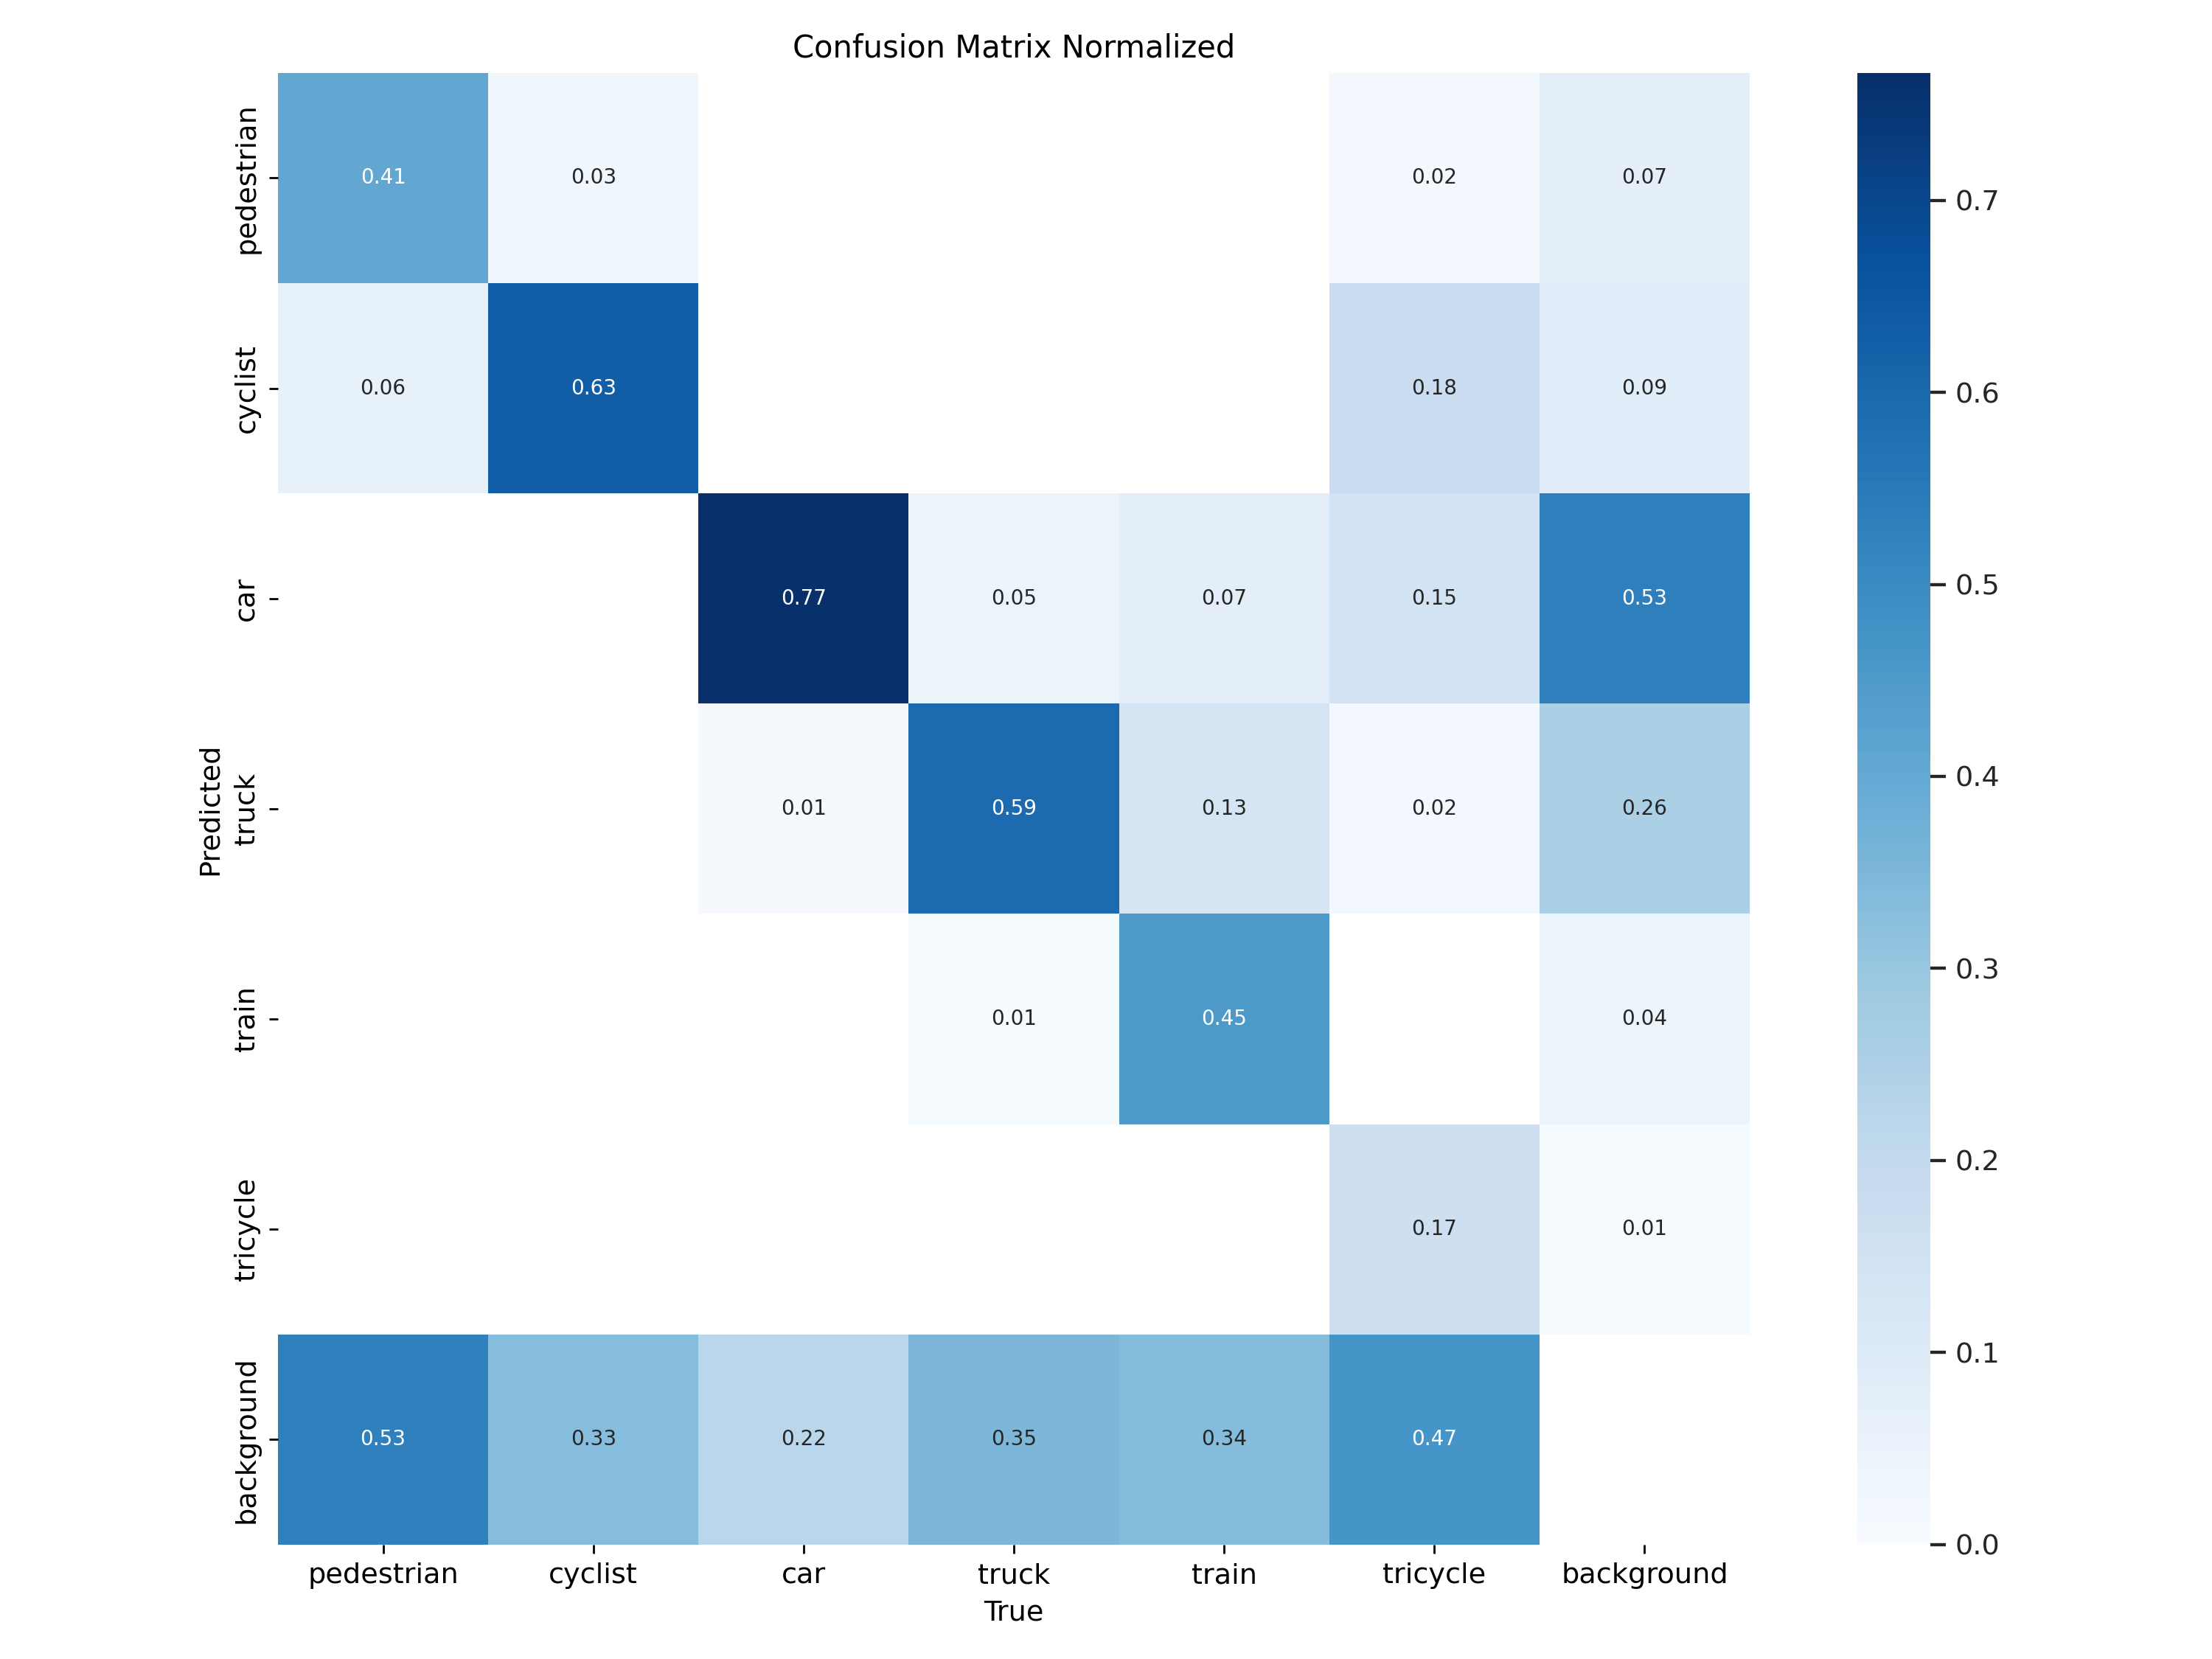 Confusion Matrix Normalized
pedestrian
0.41
0.03
0.02
0.07
cyclist
0.06
0.63
0.18
0.09
car
0.77
0.05
0.07
0.15
0.53
Predicted
truck
0.01
0.59
0.13
0.02
0.26
train
0.01
0.45
0.04
tricycle
0.17
0.01
background
0.53
0.33
0.22
0.35
0.34
0.47
pedestrian
cyclist
car
truck
train
tricycle
background
True
0.7
0.6
0.5
0.4
0.3
0.2
0.1
0.0